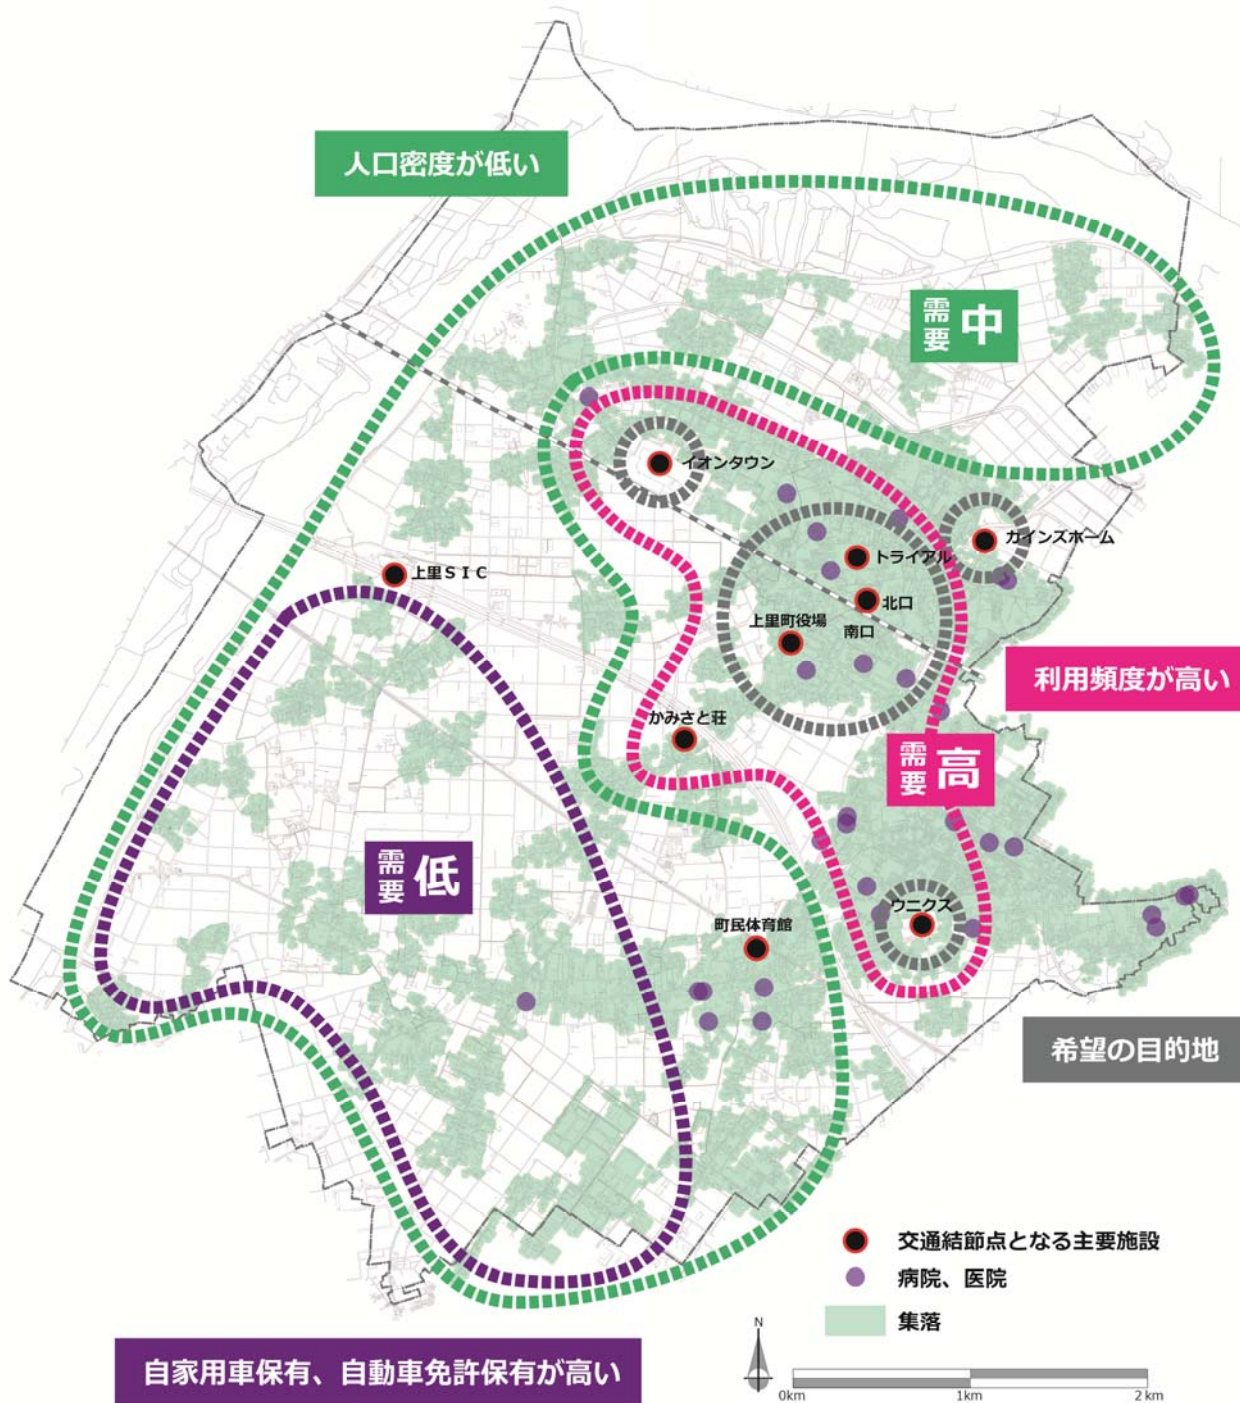 人口密度が低い
需要 中
イオンタウン
カインズホーム
トライアル
上里ＳＩＣ
北口
上里町役場
南口
利用頻度が高い
かみさと荘
需要 高
需要 低
ウニクス
町民体育館
希望の目的地
交通結節点となる主要施設
病院、医院
集落
N
自家用車保有、自動車免許保有が高い
0km 1km 2km